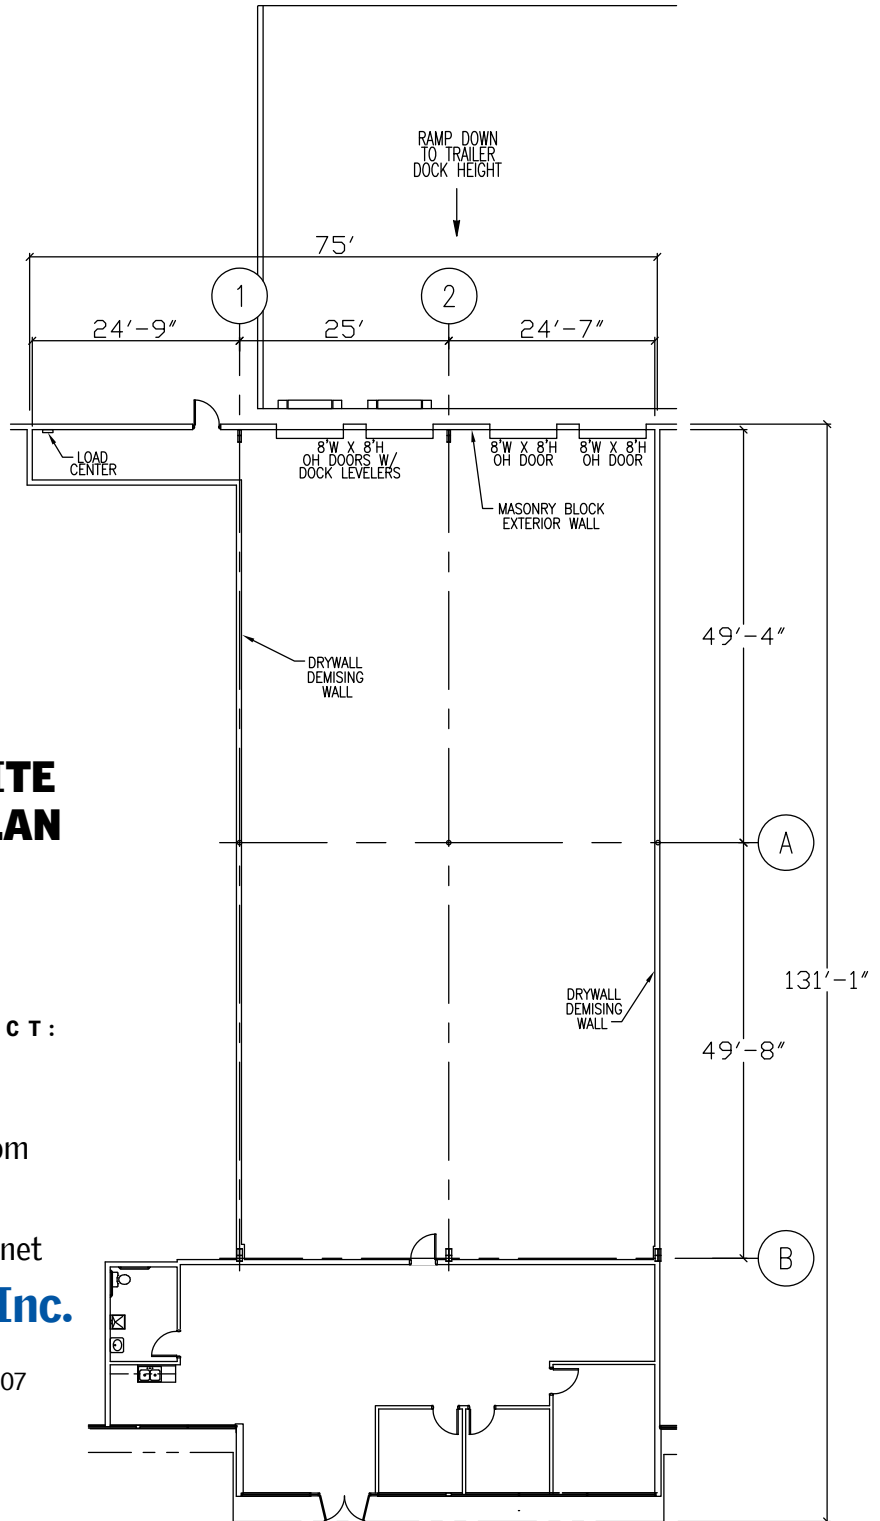 RAMP DOWN
TO TRAILER
DOCK HEIGHT
75'
1
2
24'-9"
25'
24'-7"
LOAD
CENTER
8'W X 8'H
OH DOORS W/
DOCK LEVELERS
8'W X 8'H
OH DOOR
8'W X 8'H
OH DOOR
MASONRY BLOCK
EXTERIOR WALL
49'-4"
DRYWALL
DEMISING
WALL
ITE
LAN
A
131'-1"
DRYWALL
DEMISING
WALL
CT:
49'-8"
om
net
B
Inc.
07